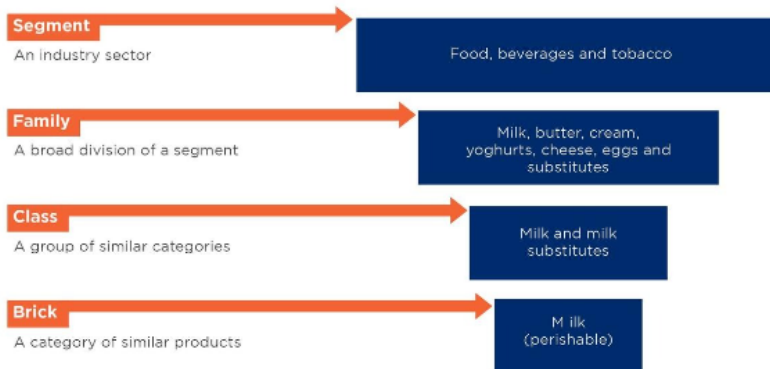 Segment
An industry sector
Food, beverages and tobacco
Family
A broad division of a segment
Milk, butter, cream,
yoghurts, cheese, eggs and
substitutes
Class
A group of similar categories
Milk and milk
substitutes
Brick
A category of similar products
M ilk
(perishable)